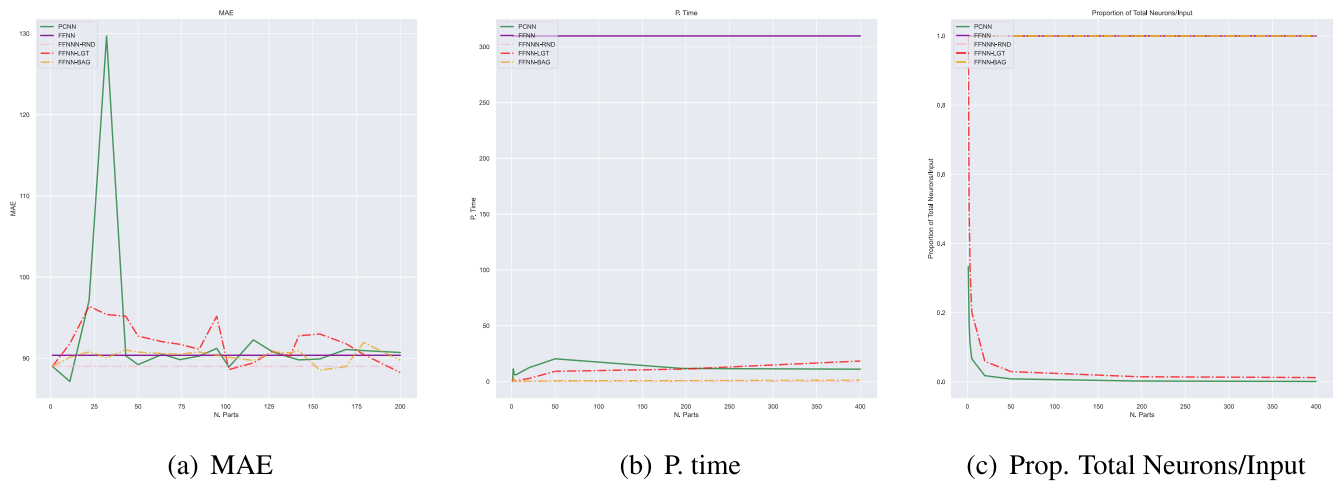 MAE
PCNN
FFNN
FFNNN-RND
FFNN-LGT
FFNN-BAG
130
120
110
100
90
MAE
0 25 50 75 100 125 150 175 200
N. Parts
(a) MAE
P. Time
PCNN
FFNN
FFNNN-RND
FFNN-LGT
FFNN-BAG
300
250
200
150
100
50
0
P. Time
0 50 100 150 200 250 300 350 400
N. Parts
(b) P. time
Proportion of Total Neurons/Input
PCNN
FFNN
FFNNN-RND
FFNN-LGT
FFNN-BAG
1.0
0.8
0.6
0.4
0.2
0.0
Proportion of Total Neurons/Input
0 50 100 150 200 250 300 350 400
N. Parts
(c) Prop. Total Neurons/Input